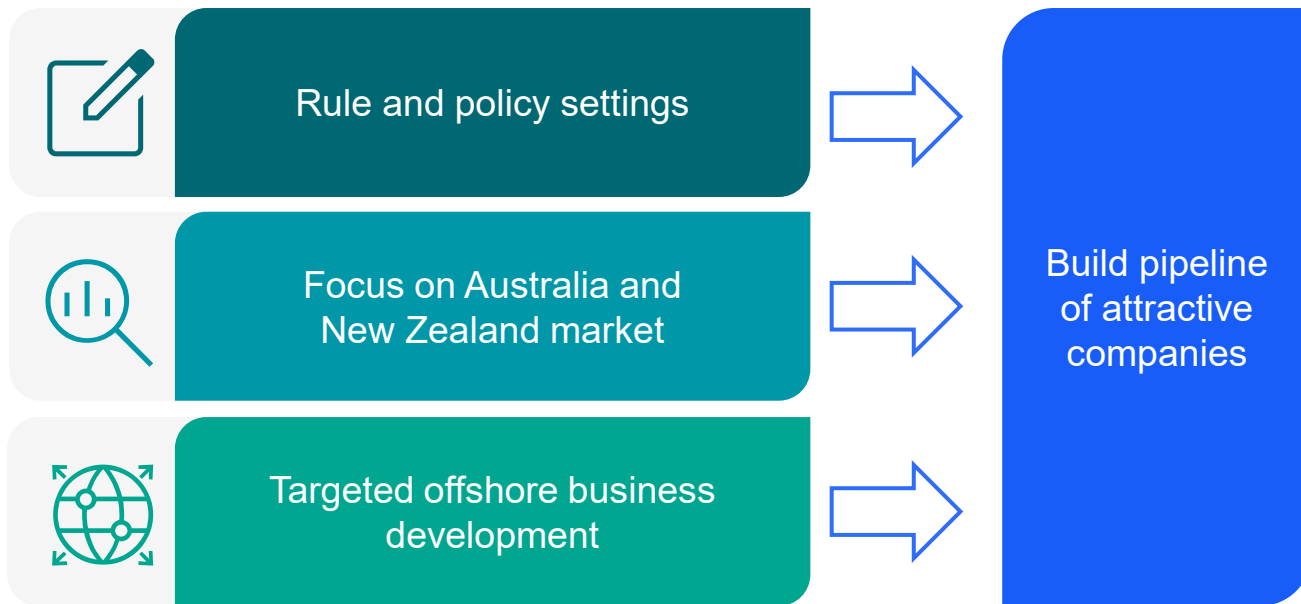 Rule and policy settings
Focus on Australia and
New Zealand market
Targeted offshore business
development
Build pipeline
of attractive
companies